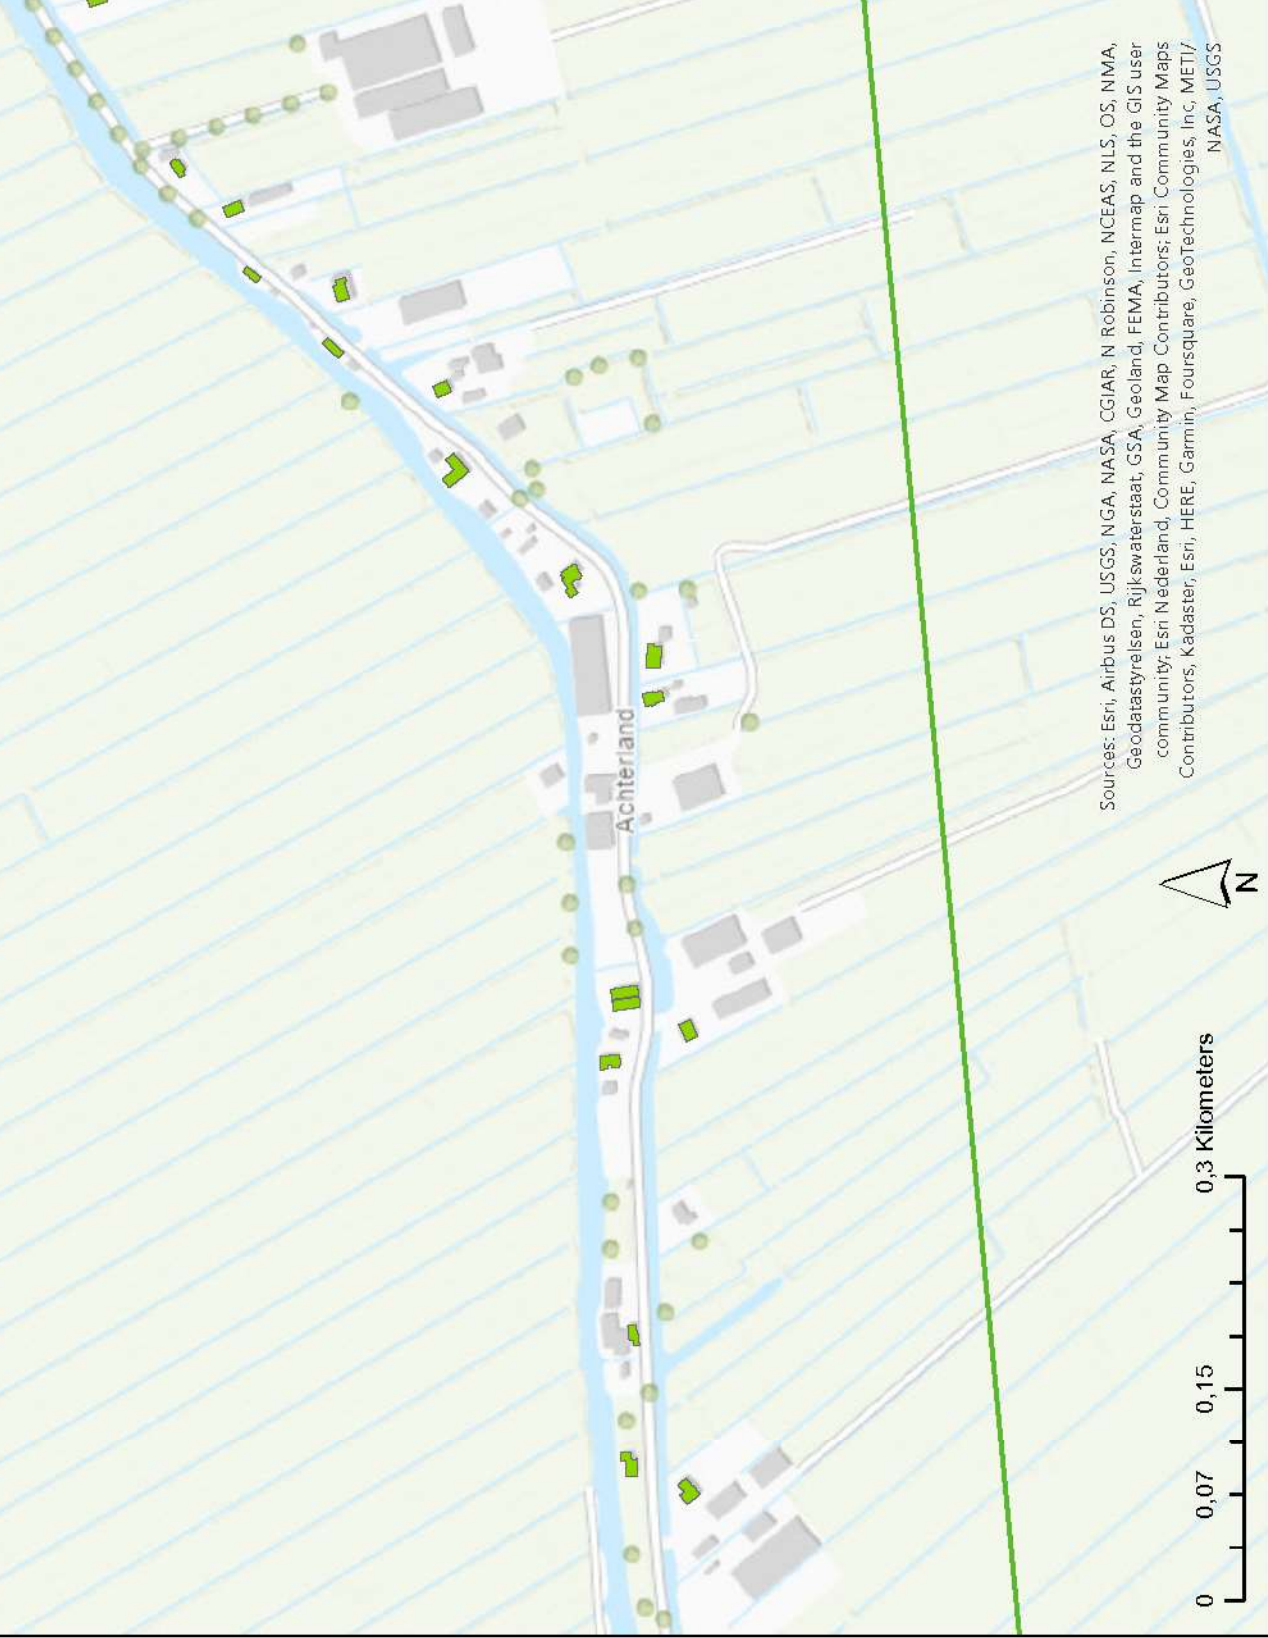 Achterland
Sources: Esri, Airbus DS, USGS, NGA, NASA, CGIAR, N Robinson, NCEAS, NLS, OS, NMA,
Geodatastyrelsen, Rijkswaterstaat, GSA, Geoland, FEMA, Intermap and the GIS user
community; Esri Nederland, Community Map Contributors; Esri Community Maps
Contributors, Kadaster, Esri, HERE, Garmin, Foursquare, GeoTechnologies, Inc, METI/
NASA, USGS
N
0 0,07 0,15 0,3 Kilometers